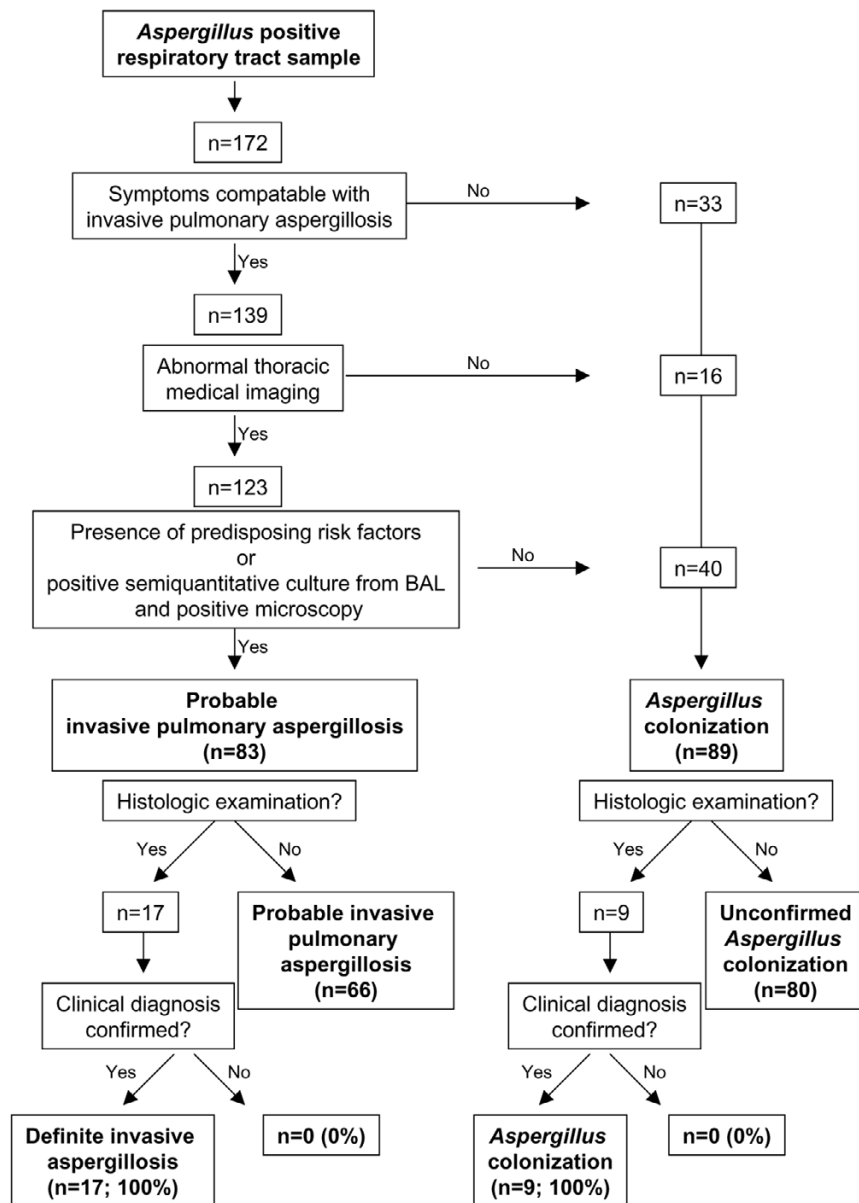 Aspergillus positive
respiratory tract sample
n=172
Symptoms compatable with
invasive pulmonary aspergillosis
No
n=33
Yes
n=139
Abnormal thoracic
medical imaging
No
n=16
Yes
n=123
Presence of predisposing risk factors
or
positive semiquantitative culture from BAL
and positive microscopy
No
n=40
Yes
Probable
invasive pulmonary aspergillosis
(n=83)
Aspergillus
colonization
(n=89)
Histologic examination?
Histologic examination?
Yes
No
Yes
No
n=17
Probable invasive
pulmonary
aspergillosis
(n=66)
n=9
Unconfirmed
Aspergillus
colonization
(n=80)
Clinical diagnosis
confirmed?
Clinical diagnosis
confirmed?
Yes
No
Yes
No
Definite invasive
aspergillosis
(n=17; 100%)
n=0 (0%)
Aspergillus
colonization
(n=9; 100%)
n=0 (0%)